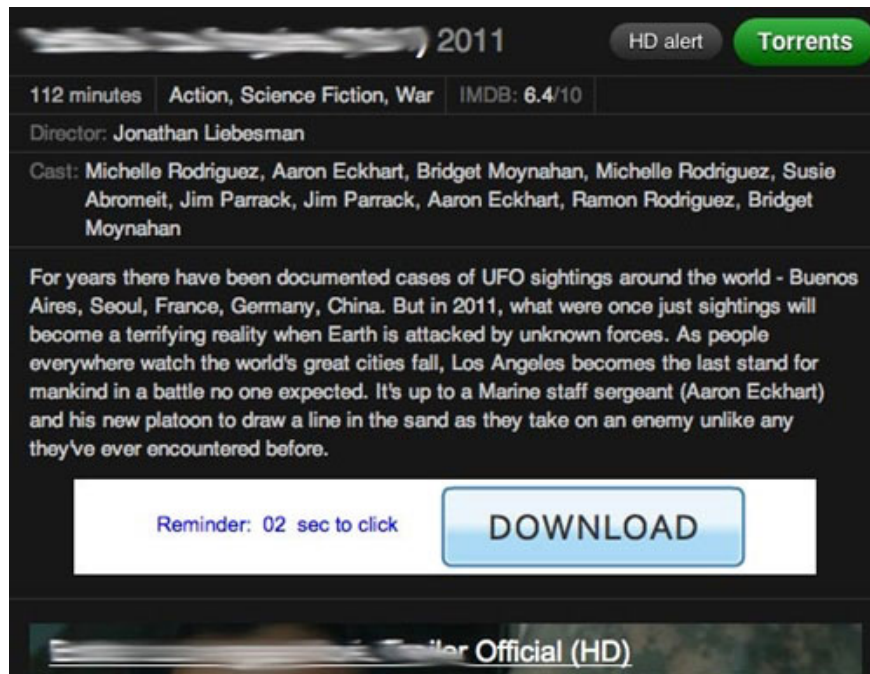 ) 2011
HD alert
Torrents
112 minutes
Action, Science Fiction, War
IMDB: 6.4/10
Director: Jonathan Liebesman
Cast: Michelle Rodriguez, Aaron Eckhart, Bridget Moynahan, Michelle Rodriguez, Susie
Abromeit, Jim Parrack, Jim Parrack, Aaron Eckhart, Ramon Rodriguez, Bridget
Moynahan
For years there have been documented cases of UFO sightings around the world - Buenos
Aires, Seoul, France, Germany, China. But in 2011, what were once just sightings will
become a terrifying reality when Earth is attacked by unknown forces. As people
everywhere watch the world's great cities fall, Los Angeles becomes the last stand for
mankind in a battle no one expected. It's up to a Marine staff sergeant (Aaron Eckhart)
and his new platoon to draw a line in the sand as they take on an enemy unlike any
they've ever encountered before.
Reminder: 02 sec to click
DOWNLOAD
Official (HD)